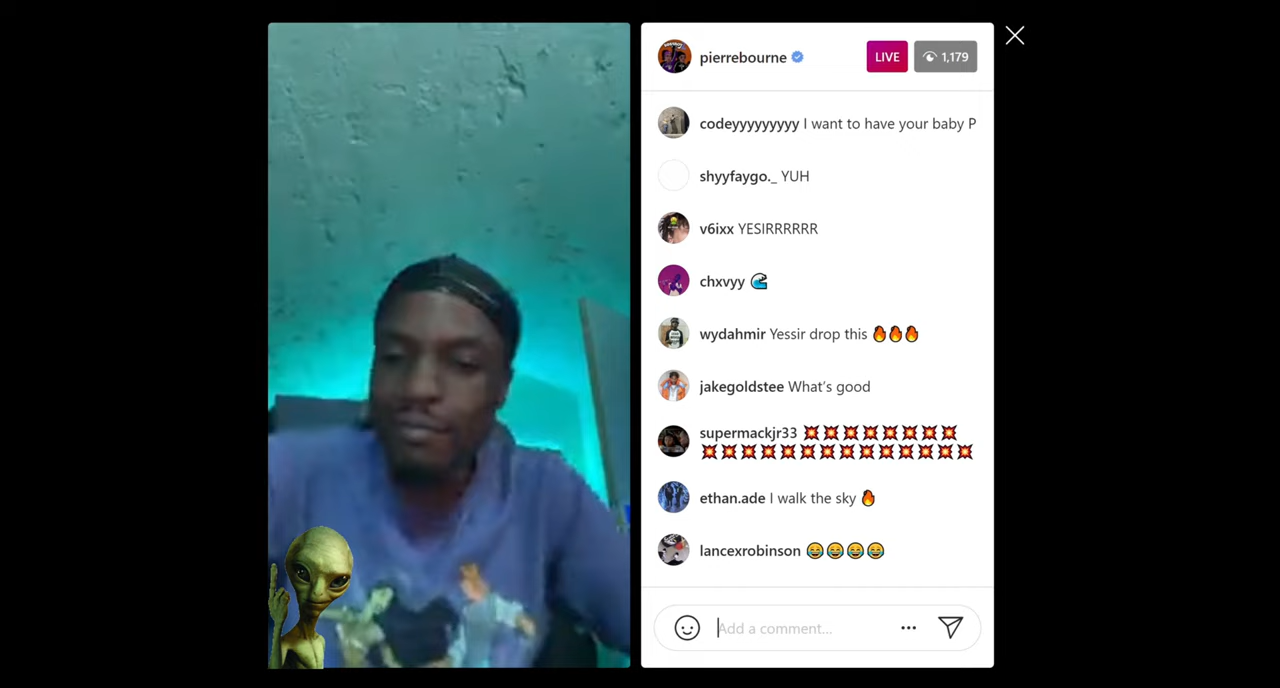 pierrebourne
LIVE
1,179
codeyyyyyyyyy I want to have your baby P
shyyfaygo._ YUH
v6ixx YESIRRRRRR
chxvyy 🌊
wydahmir Yessir drop this 🔥🔥🔥
jakegoldstee What's good
supermackjr33 💥💥💥💥💥💥💥💥
💥💥💥💥💥💥💥💥💥💥💥💥💥💥
ethan.ade I walk the sky 🔥
lancexrobinson 😂😂😂😂
Add a comment...